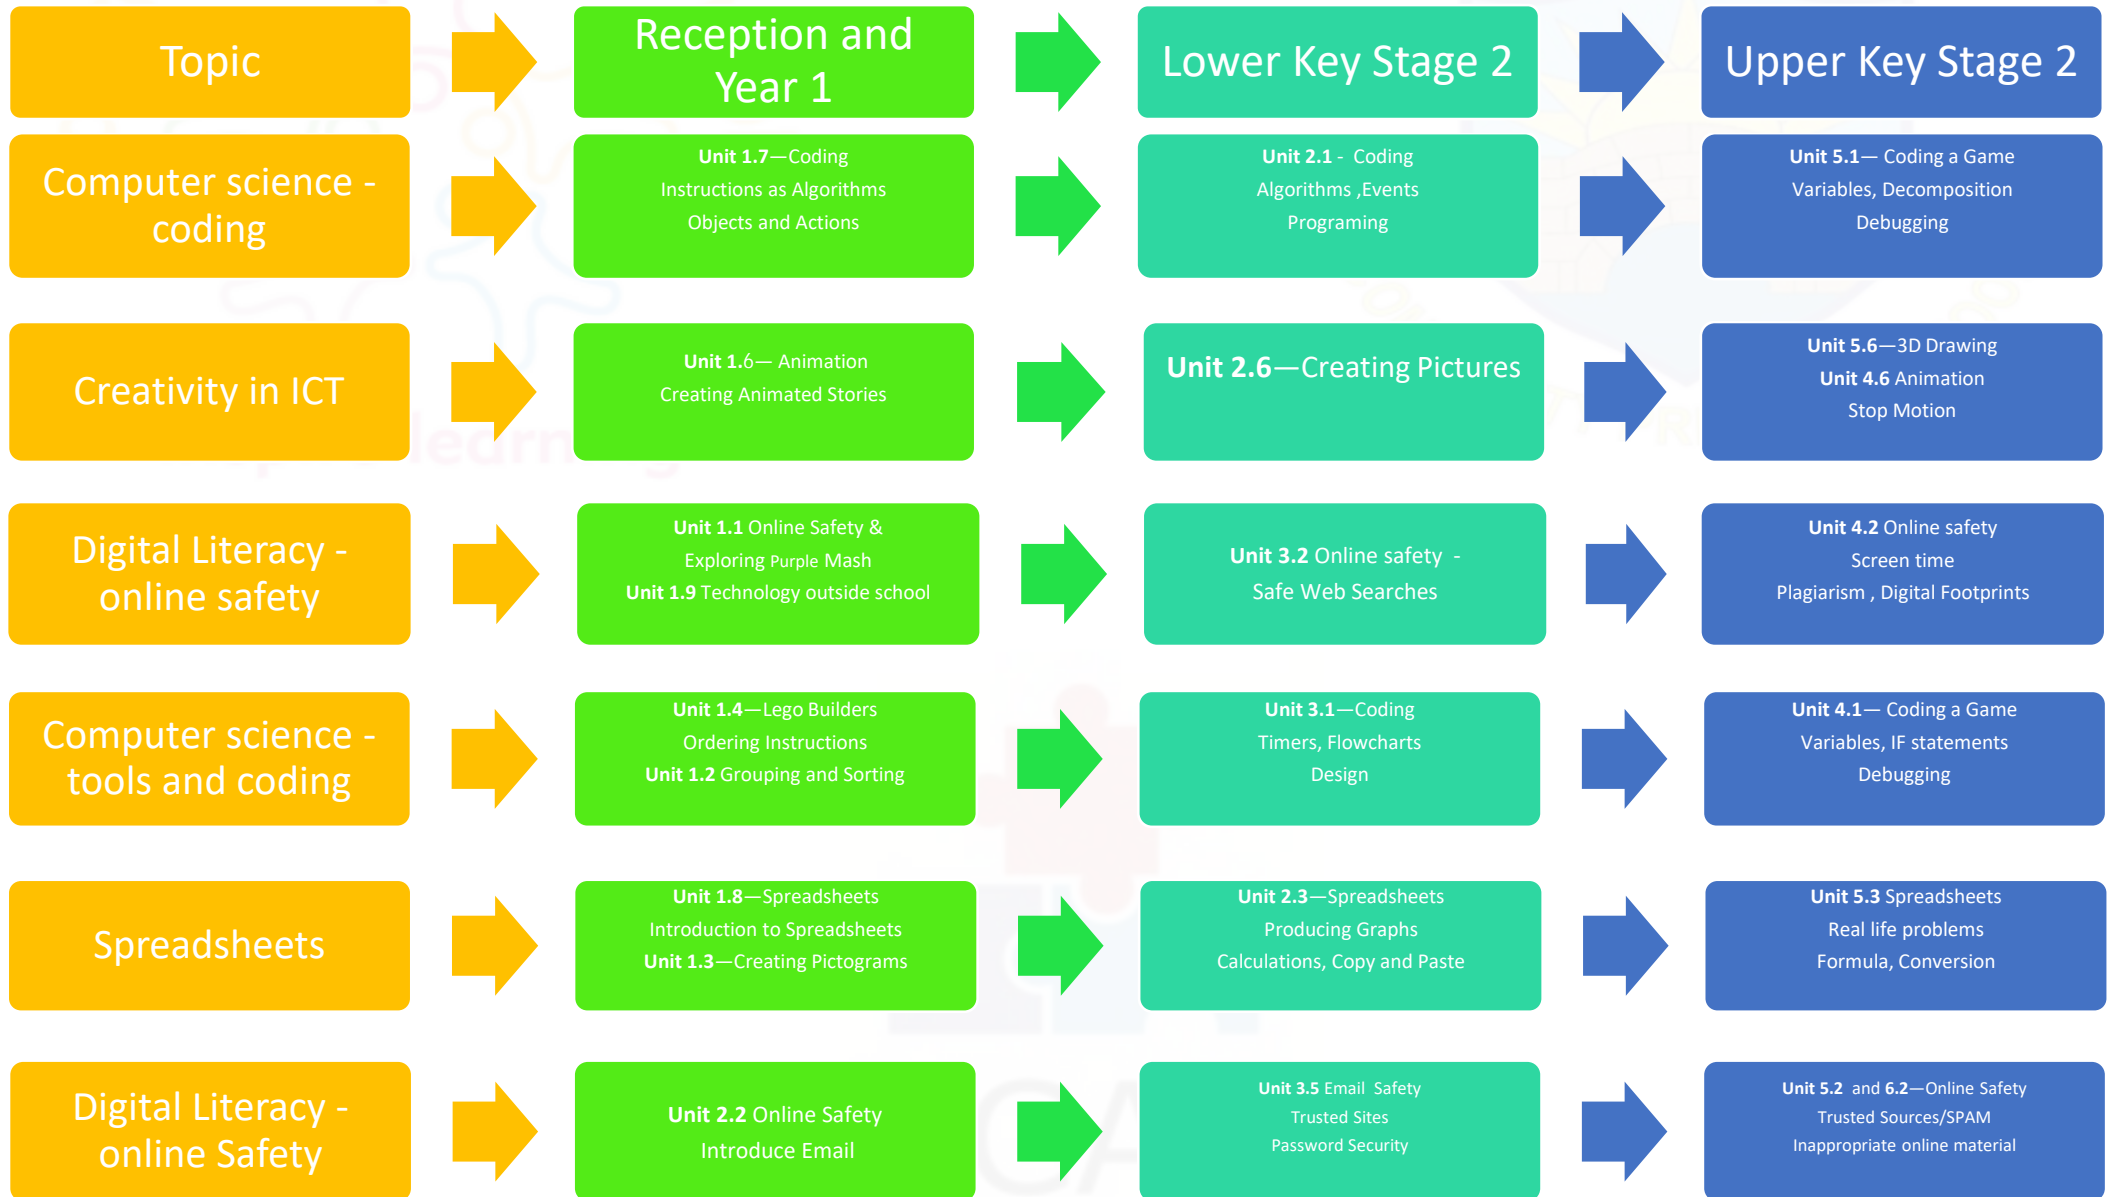 Topic
Reception and
Year 1
Lower Key Stage 2
Upper Key Stage 2
Computer science -
coding
Unit 1.7—Coding
Instructions as Algorithms
Objects and Actions
Unit 2.1 - Coding
Algorithms ,Events
Programing
Unit 5.1— Coding a Game
Variables, Decomposition
Debugging
Creativity in ICT
Unit 1.6— Animation
Creating Animated Stories
Unit 2.6—Creating Pictures
Unit 5.6—3D Drawing
Unit 4.6 Animation
Stop Motion
Digital Literacy -
online safety
Unit 1.1 Online Safety &
Exploring Purple Mash
Unit 1.9 Technology outside school
Unit 3.2 Online safety -
Safe Web Searches
Unit 4.2 Online safety
Screen time
Plagiarism , Digital Footprints
Computer science -
tools and coding
Unit 1.4—Lego Builders
Ordering Instructions
Unit 1.2 Grouping and Sorting
Unit 3.1—Coding
Timers, Flowcharts
Design
Unit 4.1— Coding a Game
Variables, IF statements
Debugging
Spreadsheets
Unit 1.8—Spreadsheets
Introduction to Spreadsheets
Unit 1.3—Creating Pictograms
Unit 2.3—Spreadsheets
Producing Graphs
Calculations, Copy and Paste
Unit 5.3 Spreadsheets
Real life problems
Formula, Conversion
Digital Literacy -
online Safety
Unit 2.2 Online Safety
Introduce Email
Unit 3.5 Email Safety
Trusted Sites
Password Security
Unit 5.2 and 6.2—Online Safety
Trusted Sources/SPAM
Inappropriate online material